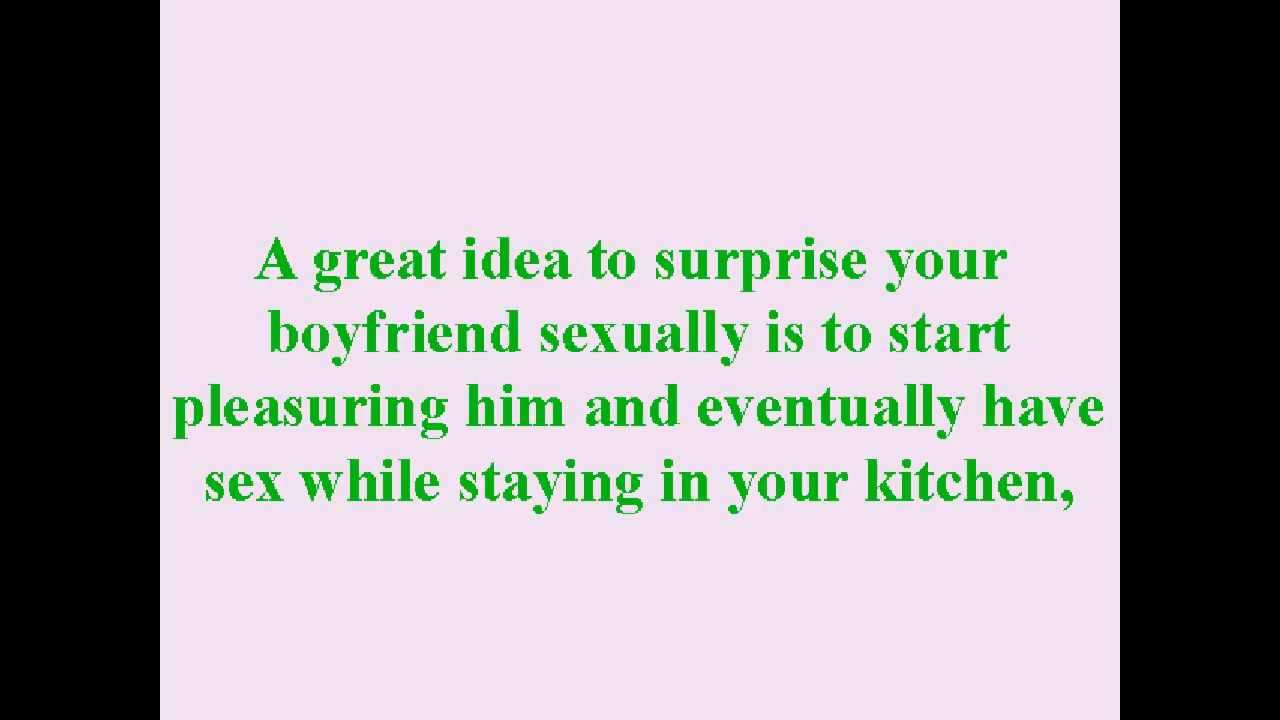 A great idea to surprise your
boyfriend sexually is to start
pleasuring him and eventually have
sex while staying in your kitchen,